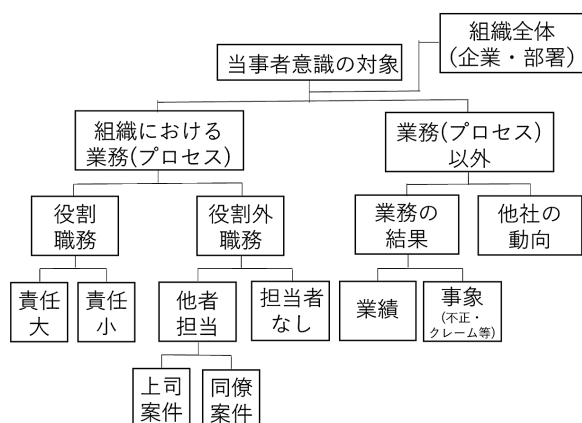 組織全体
(企業・部署)
当事者意識の対象
組織における
業務(プロセス)
業務(プロセス)
以外
役割
職務
役割外
職務
業務の
結果
他社の
動向
責任
大
責任
小
他者
担当
担当者
なし
業績
事象
(不正・
クレーム等)
上司
案件
同僚
案件